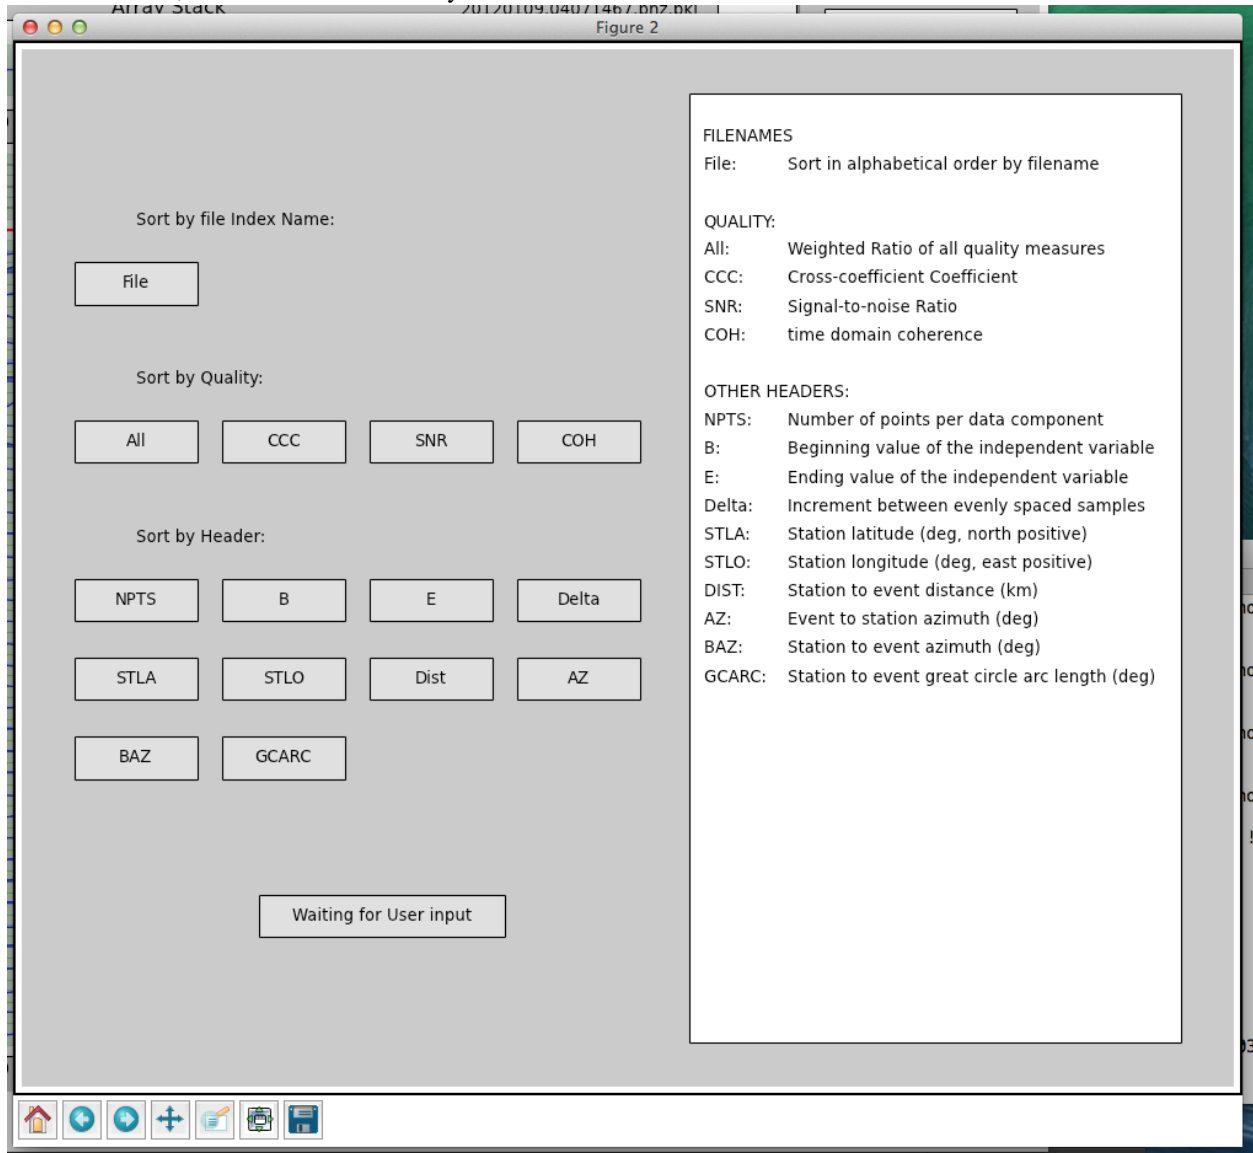 Array Stack 20120109.04071467.bhz.pkl
Figure 2
Sort by file Index Name:
File
Sort by Quality:
All CCC SNR COH
Sort by Header:
NPTS B E Delta
STLA STLO Dist AZ
BAZ GCARC
Waiting for User input
FILENAMES
File: Sort in alphabetical order by filename
QUALITY:
All: Weighted Ratio of all quality measures
CCC: Cross-coefficient Coefficient
SNR: Signal-to-noise Ratio
COH: time domain coherence
OTHER HEADERS:
NPTS: Number of points per data component
B: Beginning value of the independent variable
E: Ending value of the independent variable
Delta: Increment between evenly spaced samples
STLA: Station latitude (deg, north positive)
STLO: Station longitude (deg, east positive)
DIST: Station to event distance (km)
AZ: Event to station azimuth (deg)
BAZ: Station to event azimuth (deg)
GCARC: Station to event great circle arc length (deg)